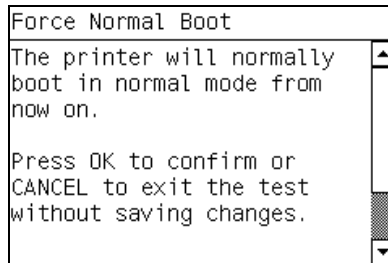 Force Normal Boot
The printer will normally
boot in normal mode from
now on.
Press OK to confirm or
CANCEL to exit the test
without saving changes.